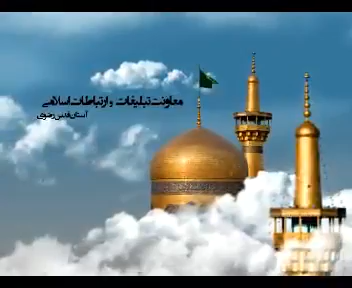 معاونت تبلیغات و ارتباطات اسلامی
آستان قدس رضوی